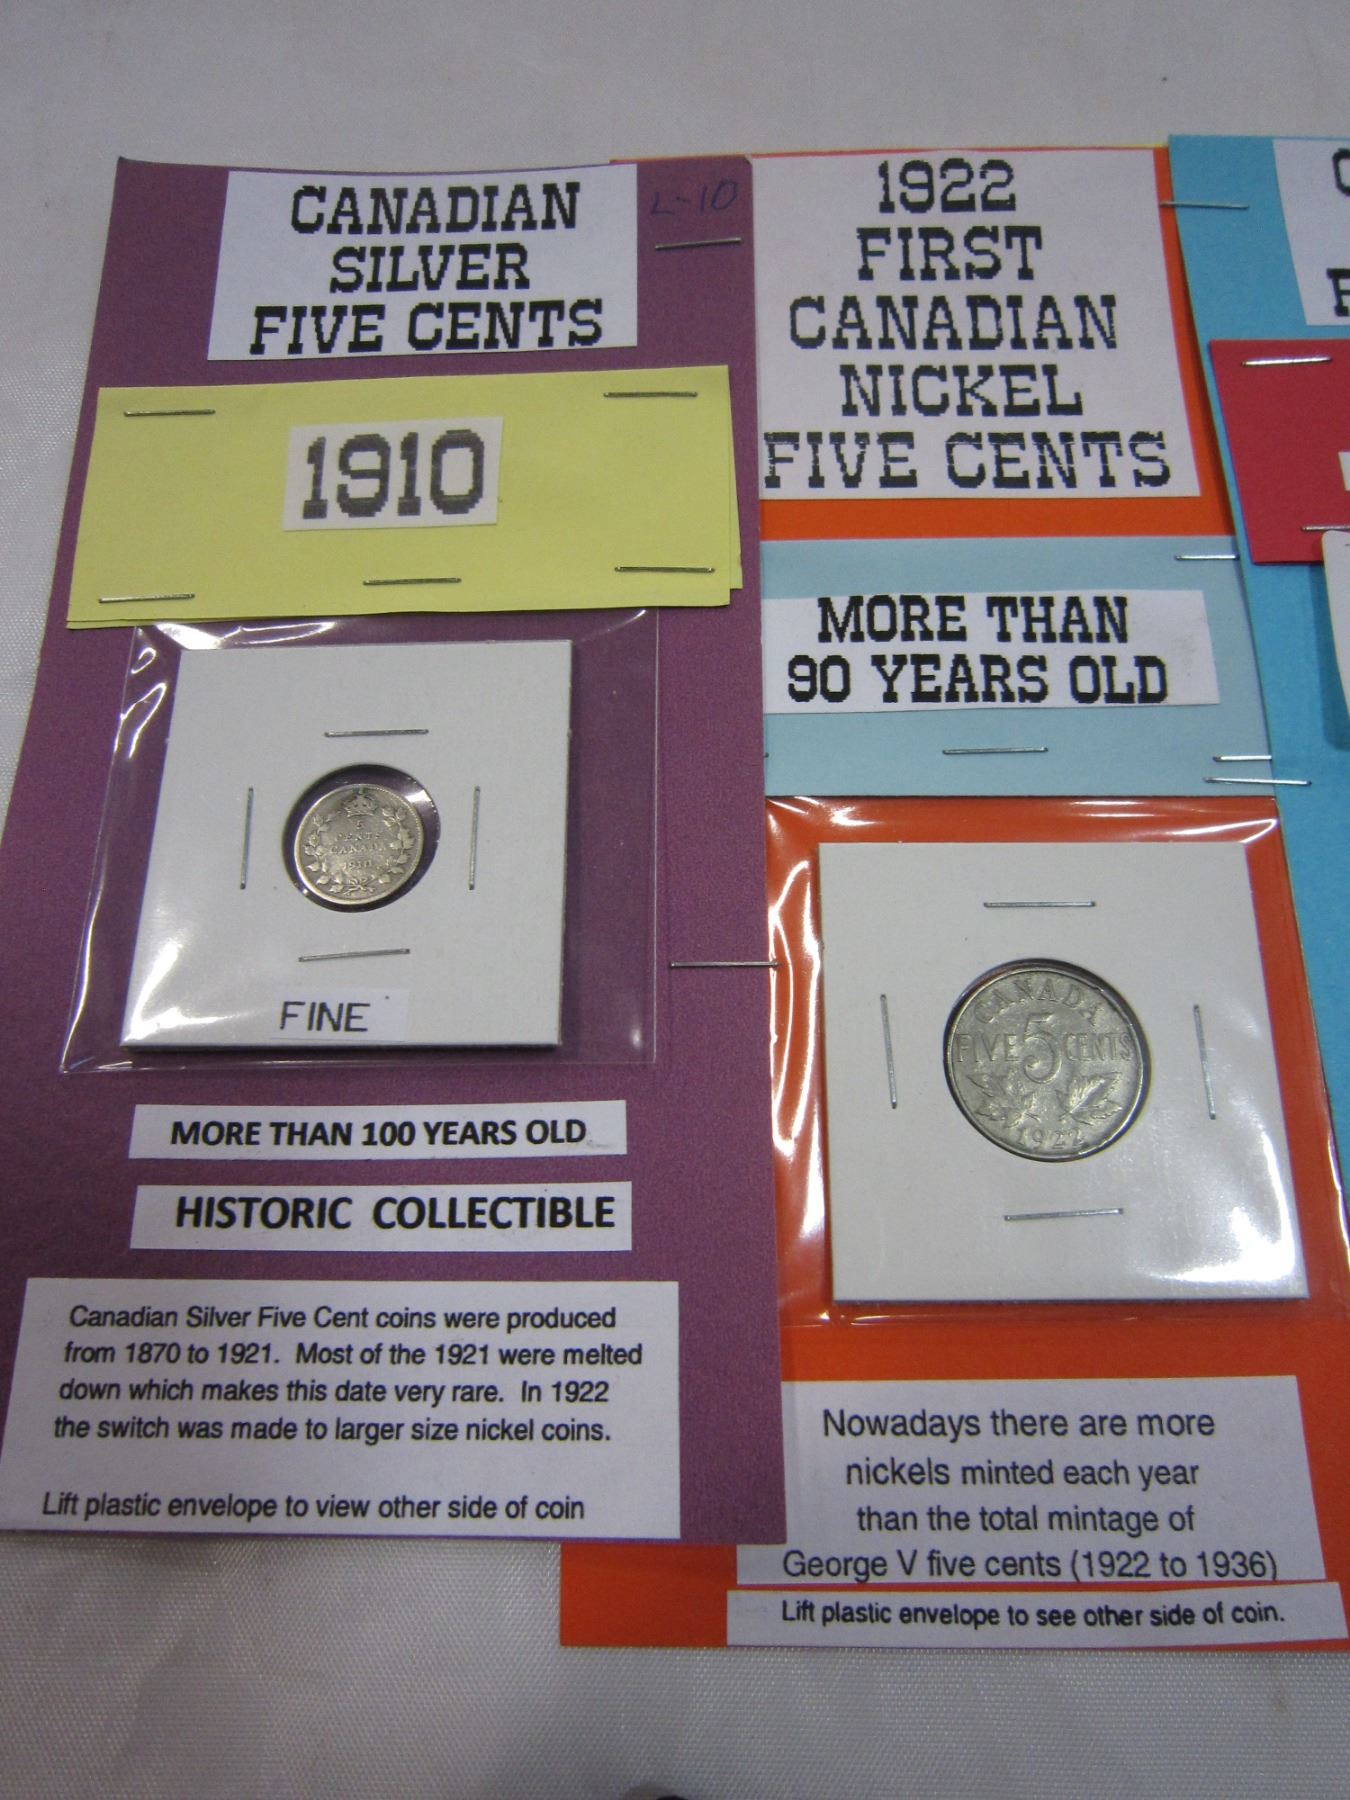 CANADIAN
SILVER
FIVE CENTS
L-10
1910
5
CENTS
CANADA
1910
FINE
MORE THAN 100 YEARS OLD
HISTORIC COLLECTIBLE
Canadian Silver Five Cent coins were produced
from 1870 to 1921. Most of the 1921 were melted
down which makes this date very rare. In 1922
the switch was made to larger size nickel coins.
Lift plastic envelope to view other side of coin
1922
FIRST
CANADIAN
NICKEL
FIVE CENTS
MORE THAN
90 YEARS OLD
CANADA
FIVE 5 CENTS
1922
Nowadays there are more
nickels minted each year
than the total mintage of
George V five cents (1922 to 1936)
Lift plastic envelope to see other side of coin.